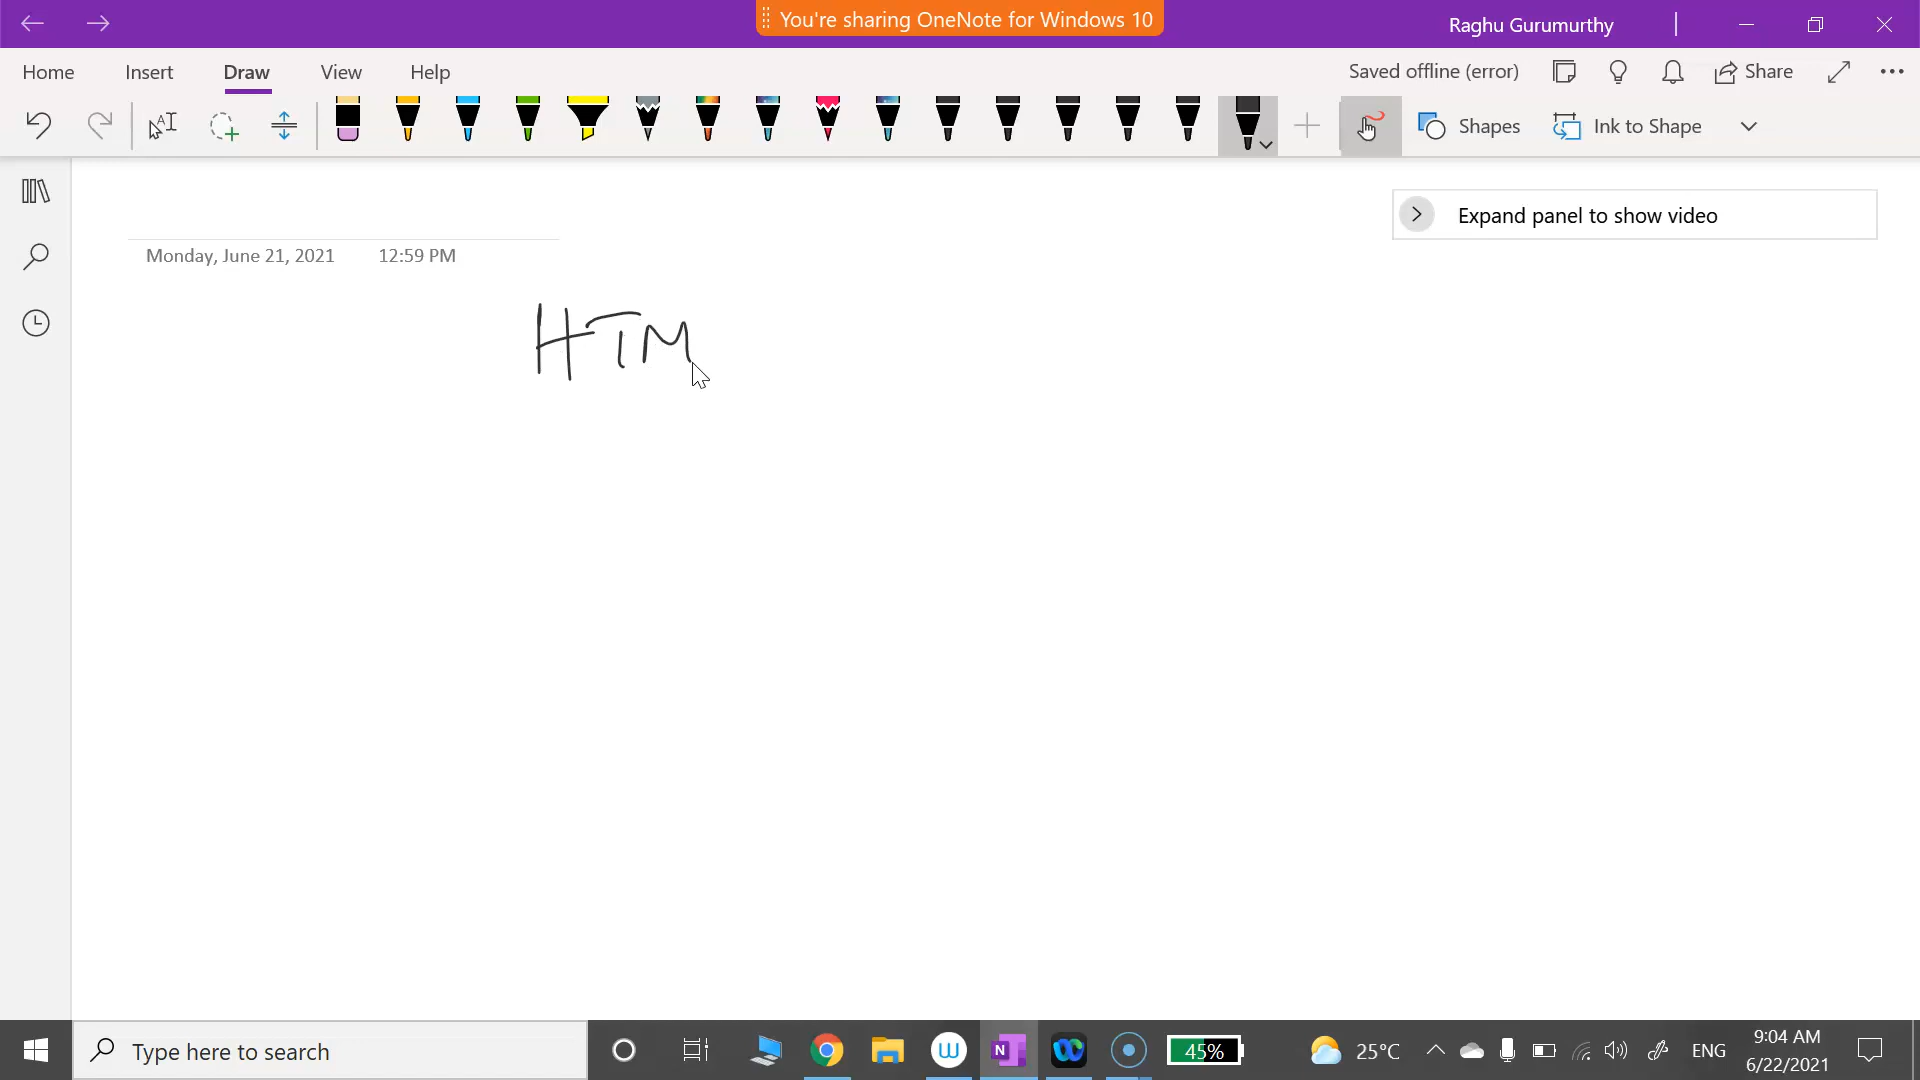 You're sharing OneNote for Windows 10
Raghu Gurumurthy
Home Insert Draw View Help
Saved offline (error)
Share
Shapes
Ink to Shape
Expand panel to show video
Monday, June 21, 2021 12:59 PM
HTM
Type here to search
45%
25°C
ENG
9:04 AM
6/22/2021